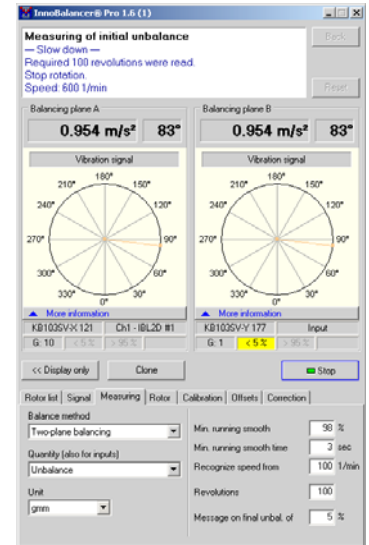 InnoBalancer® Pro 1.6 (1)
Measuring of initial unbalance
— Slow down —
Required 100 revolutions were read.
Stop rotation.
Speed: 600 1/min
Back
Reset
Balancing plane A
0.954 m/s² 83°
Vibration signal
180°
210° 150°
240° 120°
270° 90°
300° 60°
330° 30°
0°
More information
KB103SV-X 121 Ch1 - IBL2D #1
G: 10 < 5 % > 95 %
Balancing plane B
0.954 m/s² 83°
Vibration signal
180°
210° 150°
240° 120°
270° 90°
300° 60°
330° 30°
0°
More information
KB103SV-Y 177 Input
G: 1 < 5 % > 95 %
<< Display only Clone Stop
Rotor list Signal Measuring Rotor Calibration Offsets Correction
Balance method
Two-plane balancing
Quantity (also for inputs)
Unbalance
Unit
gmm
Min. running smooth 98 %
Min. running smooth time 3 sec
Recognize speed from 100 1/min
Revolutions 100
Message on final unbal. of 5 %